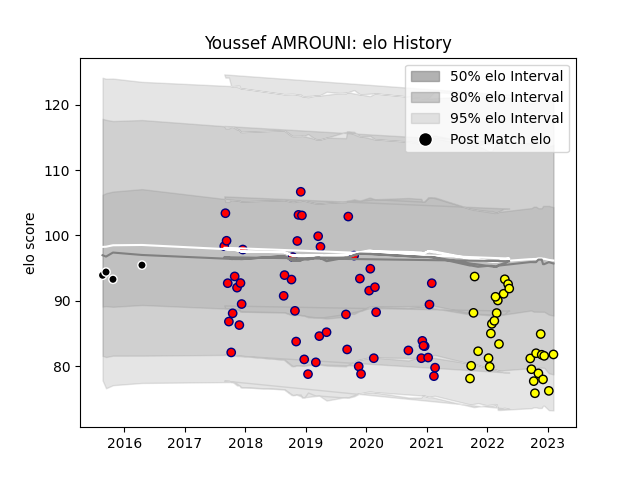 Youssef AMROUNI: elo History
50% elo Interval
80% elo Interval
95% elo Interval
Post Match elo
elo score
120
110
100
90
80
2016 2017 2018 2019 2020 2021 2022 2023